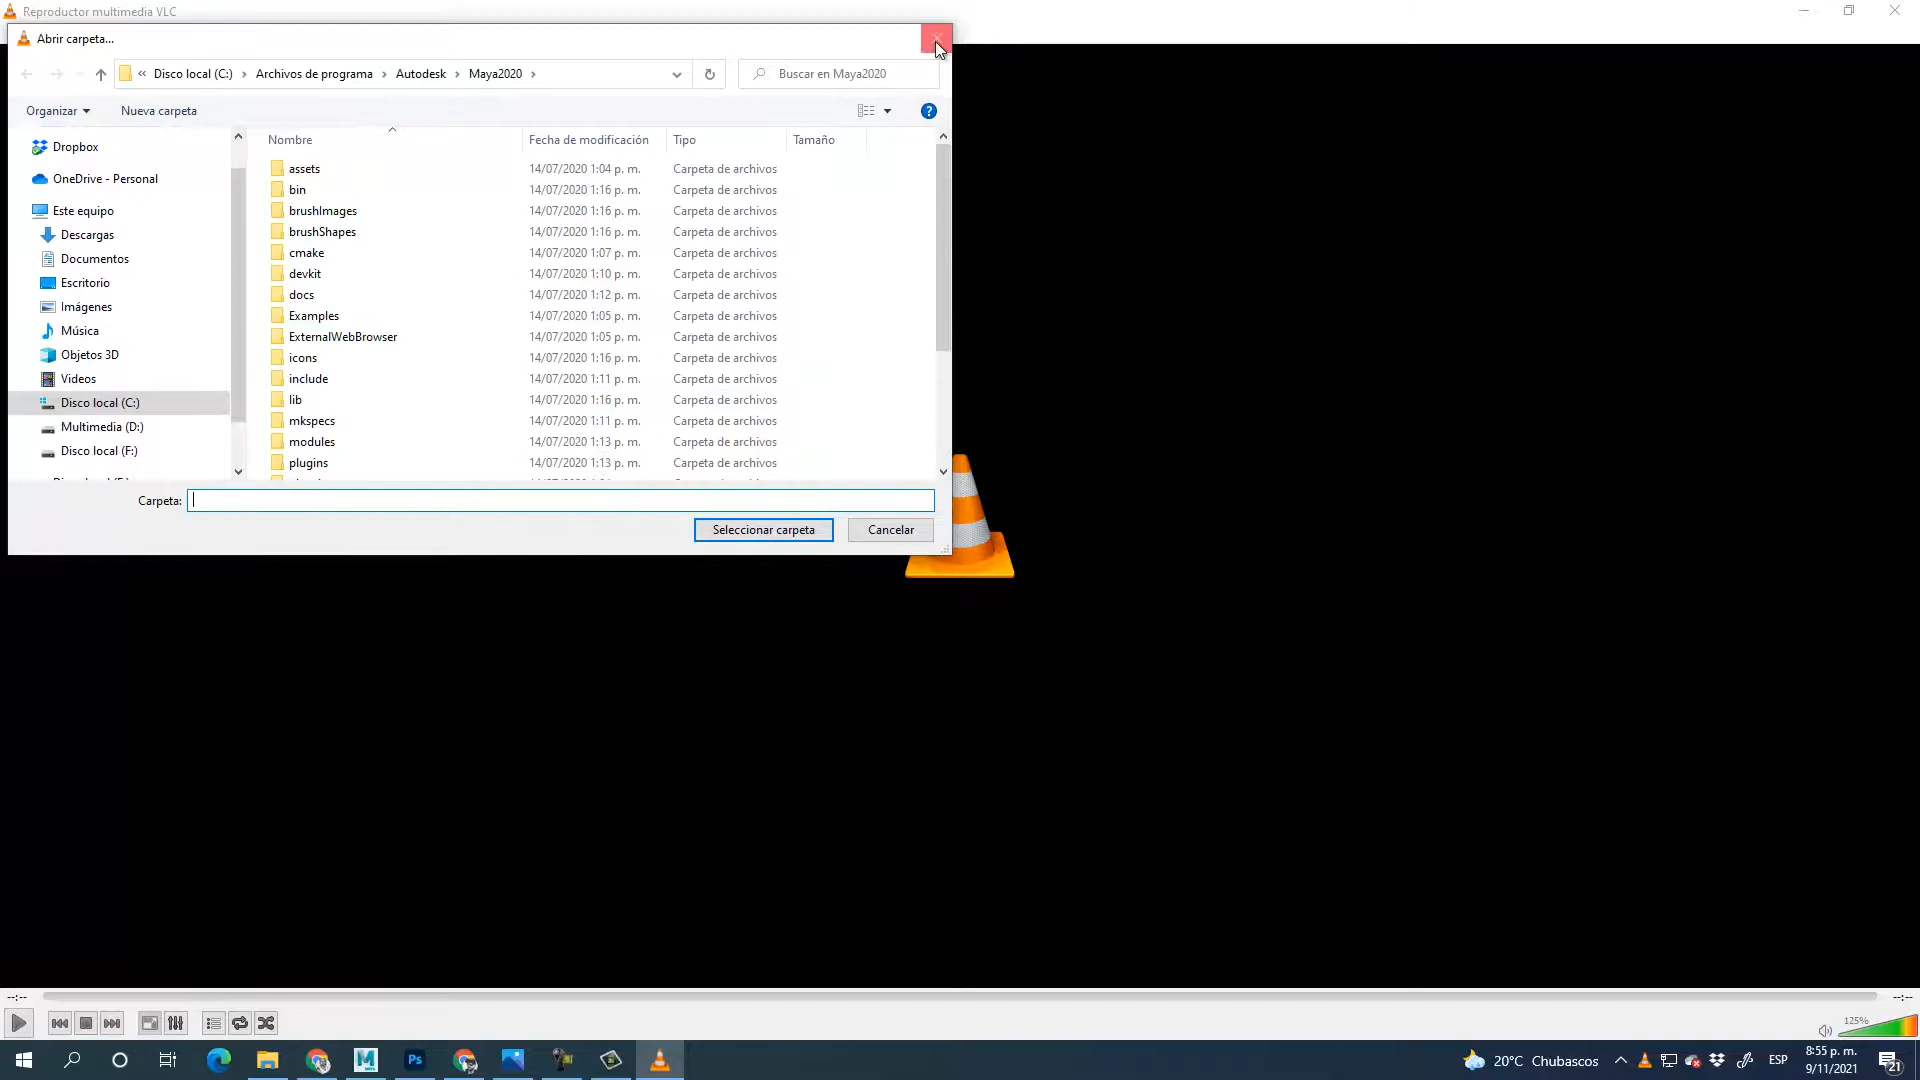 Reproductor multimedia VLC
Abrir carpeta...
« Disco local (C:) › Archivos de programa › Autodesk › Maya2020 ›
Buscar en Maya2020
Organizar
Nueva carpeta
Nombre
Fecha de modificación
Tipo
Tamaño
Dropbox
OneDrive - Personal
Este equipo
Descargas
Documentos
Escritorio
Imágenes
Música
Objetos 3D
Videos
Disco local (C:)
Multimedia (D:)
Disco local (F:)
assets 14/07/2020 1:04 p. m. Carpeta de archivos
bin 14/07/2020 1:16 p. m. Carpeta de archivos
brushImages 14/07/2020 1:16 p. m. Carpeta de archivos
brushShapes 14/07/2020 1:16 p. m. Carpeta de archivos
cmake 14/07/2020 1:07 p. m. Carpeta de archivos
devkit 14/07/2020 1:10 p. m. Carpeta de archivos
docs 14/07/2020 1:12 p. m. Carpeta de archivos
Examples 14/07/2020 1:05 p. m. Carpeta de archivos
ExternalWebBrowser 14/07/2020 1:05 p. m. Carpeta de archivos
icons 14/07/2020 1:16 p. m. Carpeta de archivos
include 14/07/2020 1:11 p. m. Carpeta de archivos
lib 14/07/2020 1:16 p. m. Carpeta de archivos
mkspecs 14/07/2020 1:11 p. m. Carpeta de archivos
modules 14/07/2020 1:13 p. m. Carpeta de archivos
plugins 14/07/2020 1:13 p. m. Carpeta de archivos
Carpeta:
Seleccionar carpeta
Cancelar
--:--
--:--
125%
Ps
20°C Chubascos
ESP
8:55 p. m.
9/11/2021
21